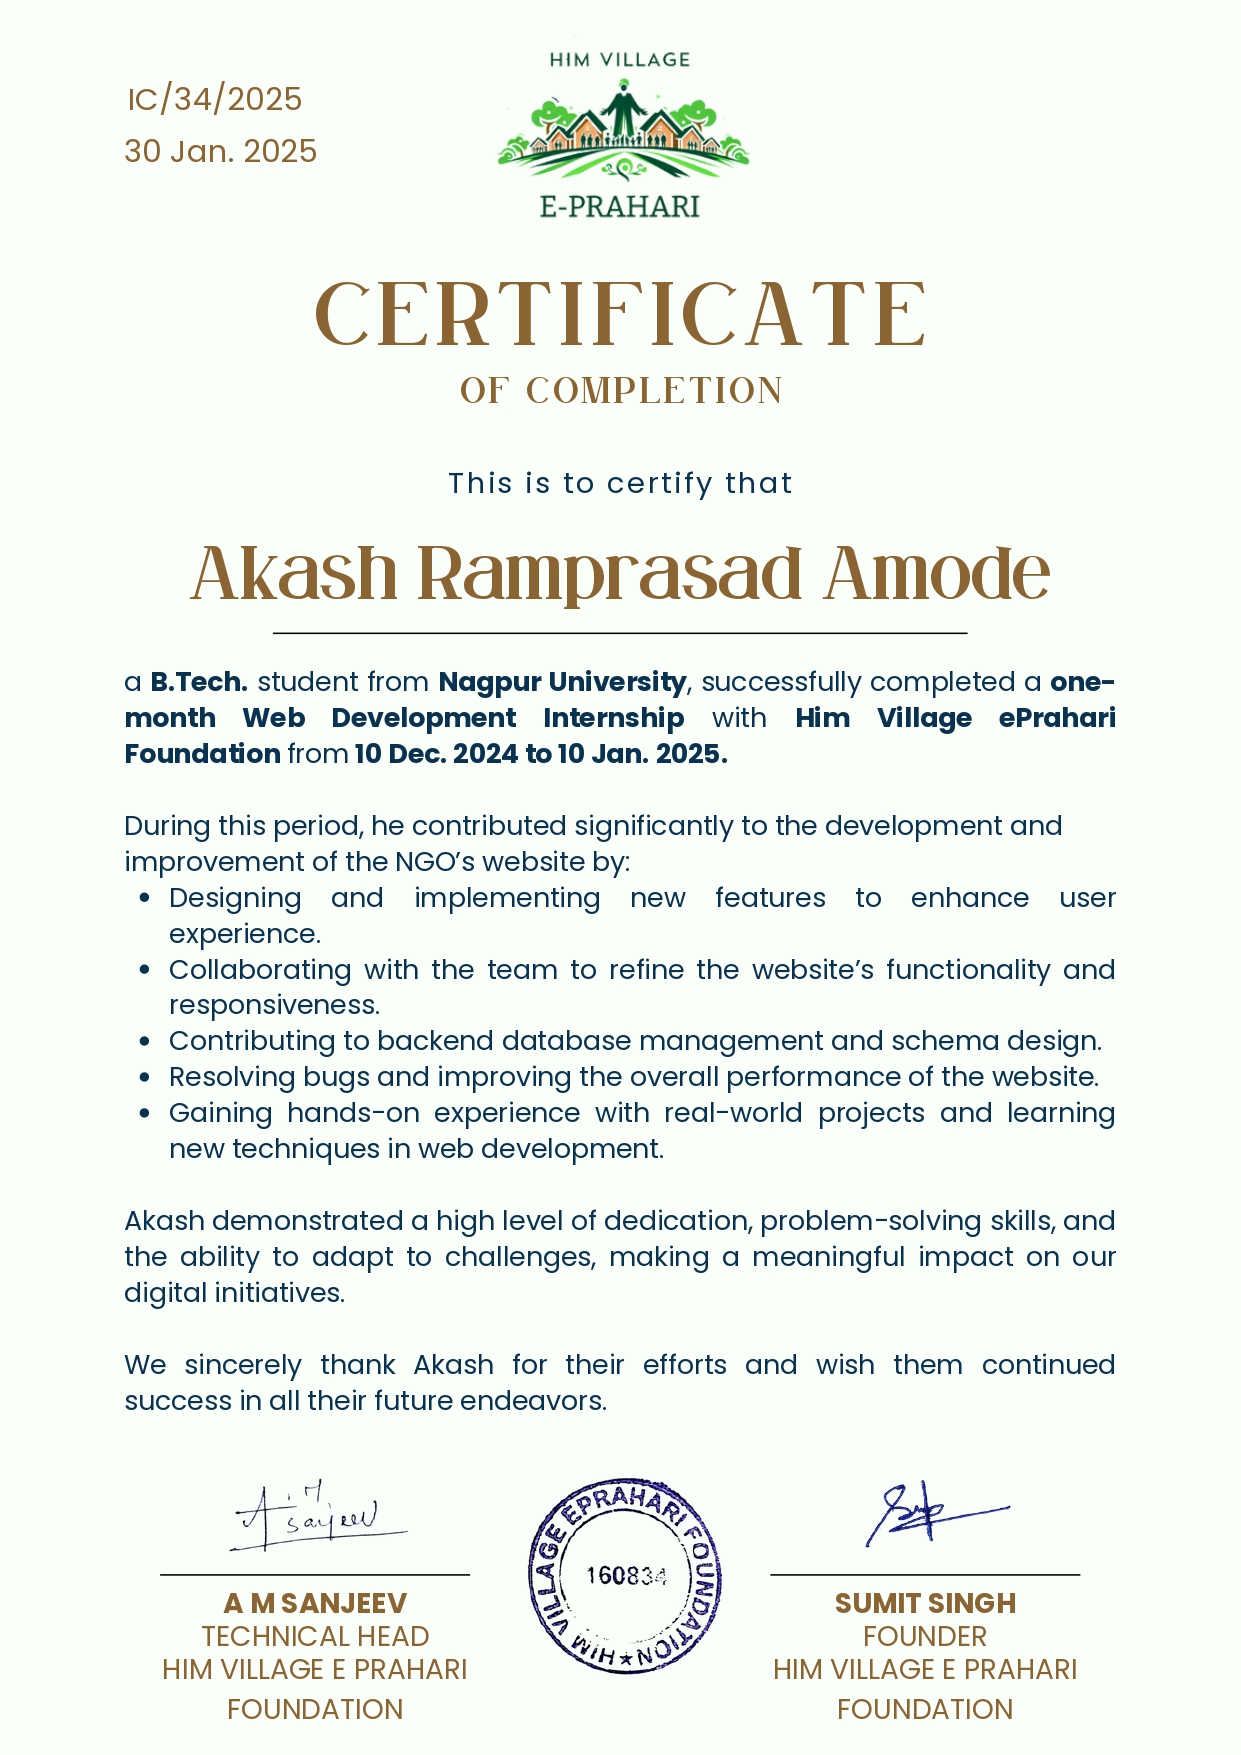 IC/34/2025
30 Jan. 2025
HIM VILLAGE
E-PRAHARI
CERTIFICATE
OF COMPLETION
This is to certify that
Akash Ramprasad Amode
a B.Tech. student from Nagpur University, successfully completed a one-
month Web Development Internship with Him Village ePrahari
Foundation from 10 Dec. 2024 to 10 Jan. 2025.
During this period, he contributed significantly to the development and
improvement of the NGO's website by:
• Designing and implementing new features to enhance user
experience.
• Collaborating with the team to refine the website's functionality and
responsiveness.
• Contributing to backend database management and schema design.
• Resolving bugs and improving the overall performance of the website.
• Gaining hands-on experience with real-world projects and learning
new techniques in web development.
Akash demonstrated a high level of dedication, problem-solving skills, and
the ability to adapt to challenges, making a meaningful impact on our
digital initiatives.
We sincerely thank Akash for their efforts and wish them continued
success in all their future endeavors.
A M Sanjeev
A M SANJEEV
TECHNICAL HEAD
HIM VILLAGE E PRAHARI
FOUNDATION
HIM VILLAGE EPRAHARI FOUNDATION
160834
SUMIT SINGH
FOUNDER
HIM VILLAGE E PRAHARI
FOUNDATION